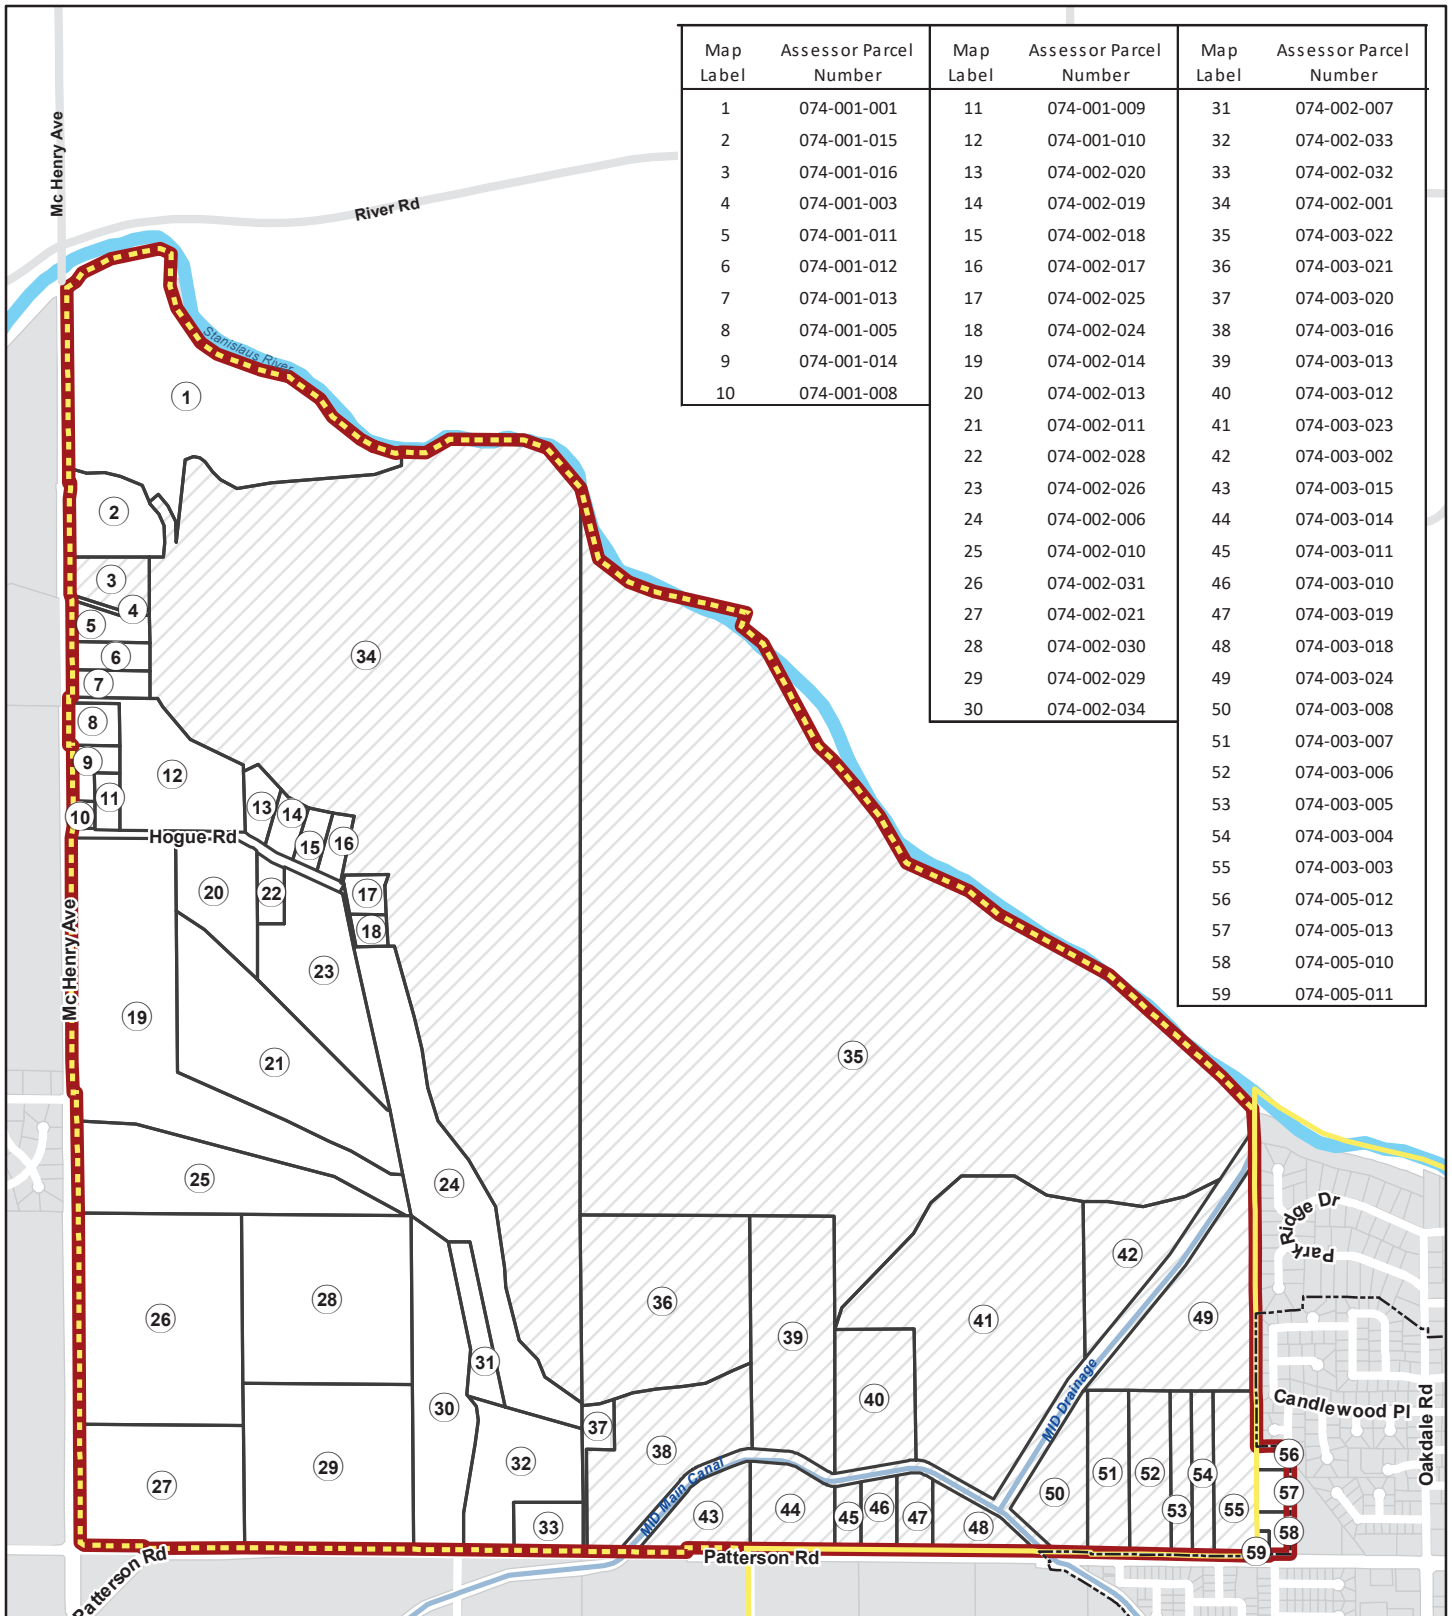 Map Label Assessor Parcel Number Map Label Assessor Parcel Number Map Label Assessor Parcel Number
1 074-001-001 11 074-001-009 31 074-002-007
2 074-001-015 12 074-001-010 32 074-002-033
3 074-001-016 13 074-002-020 33 074-002-032
4 074-001-003 14 074-002-019 34 074-002-001
5 074-001-011 15 074-002-018 35 074-003-022
6 074-001-012 16 074-002-017 36 074-003-021
7 074-001-013 17 074-002-025 37 074-003-020
8 074-001-005 18 074-002-024 38 074-003-016
9 074-001-014 19 074-002-014 39 074-003-013
10 074-001-008 20 074-002-013 40 074-003-012
21 074-002-011 41 074-003-023
22 074-002-028 42 074-003-002
23 074-002-026 43 074-003-015
24 074-002-006 44 074-003-014
25 074-002-010 45 074-003-011
26 074-002-031 46 074-003-010
27 074-002-021 47 074-003-019
28 074-002-030 48 074-003-018
29 074-002-029 49 074-003-024
30 074-002-034 50 074-003-008
51 074-003-007
52 074-003-006
53 074-003-005
54 074-003-004
55 074-003-003
56 074-005-012
57 074-005-013
58 074-005-010
59 074-005-011
Mc Henry Ave
River Rd
Stanislaus River
1
2
3
4
5
6
34
7
8
9
12
11
13
14
10
Hogue Rd
15
16
20
22
17
18
Mc Henry Ave
23
19
21
35
25
24
Ridge Dr
Park
42
28
36
26
41
49
39
31
MID Drainage
40
Candlewood Pl
Oakdale Rd
30
37
38
56
32
29
MID Main Canal
51
52
54
27
50
57
44
46
55
43
45
47
53
33
48
58
59
Patterson Rd
Patterson Rd